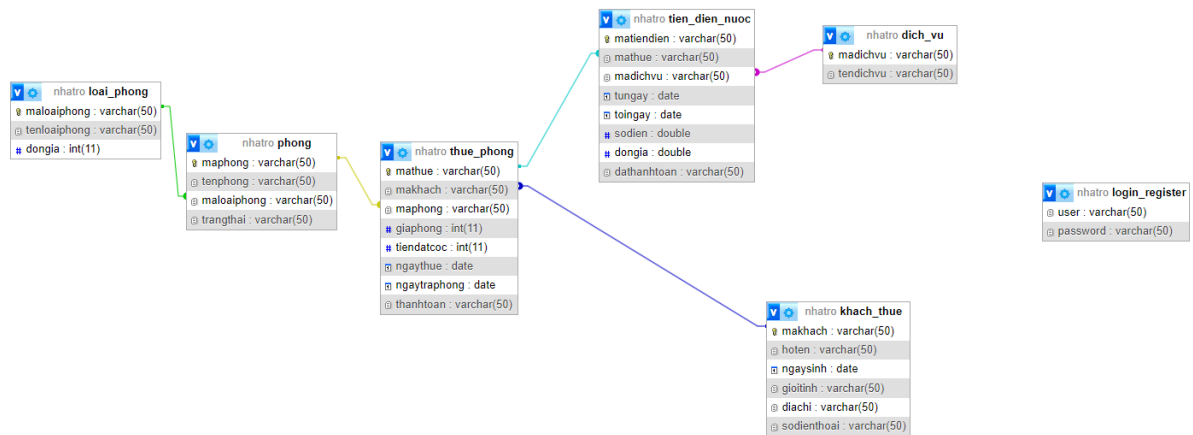 nhatro loai_phong
maloaiphong : varchar(50)
tenloaiphong : varchar(50)
dongia : int(11)
nhatro phong
maphong : varchar(50)
tenphong : varchar(50)
maloaiphong : varchar(50)
trangthai : varchar(50)
nhatro thue_phong
mathue : varchar(50)
makhach : varchar(50)
maphong : varchar(50)
giaphong : int(11)
tiendatcoc : int(11)
ngaythue : date
ngaytraphong : date
thanhtoan : varchar(50)
nhatro tien_dien_nuoc
matiendien : varchar(50)
mathue : varchar(50)
madichvu : varchar(50)
tungay : date
toingay : date
sodien : double
dongia : double
dathanhtoan : varchar(50)
nhatro dich_vu
madichvu : varchar(50)
tendichvu : varchar(50)
nhatro khach_thue
makhach : varchar(50)
hoten : varchar(50)
ngaysinh : date
gioitinh : varchar(50)
diachi : varchar(50)
sodienthoai : varchar(50)
nhatro login_register
user : varchar(50)
password : varchar(50)